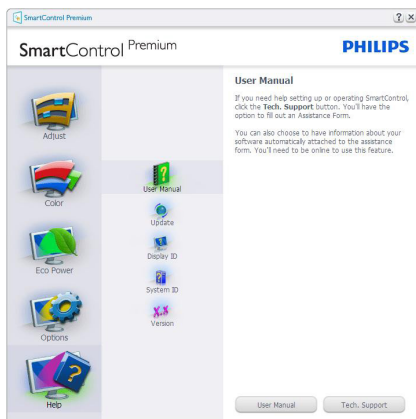 SmartControl Premium
SmartControl Premium
PHILIPS
Adjust
Color
Eco Power
Options
Help
User Manual
Update
Display ID
System ID
X.X
Version
User Manual
If you need help setting up or operating SmartControl,
click the Tech. Support button. You'll have the
option to fill out an Assistance Form.
You can also choose to have information about your
software automatically attached to the assistance
form. You'll need to be online to use this feature.
User Manual
Tech. Support